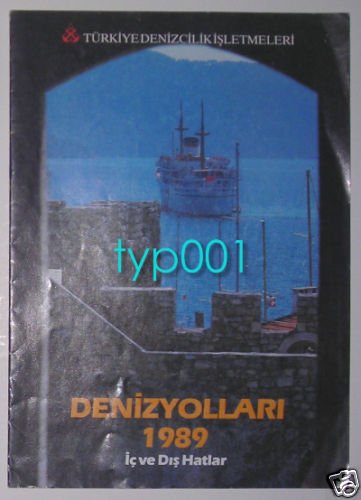 TÜRKİYE DENİZCİLİK İŞLETMELERİ
typ001
DENİZYOLLARI
1989
İç ve Dış Hatlar